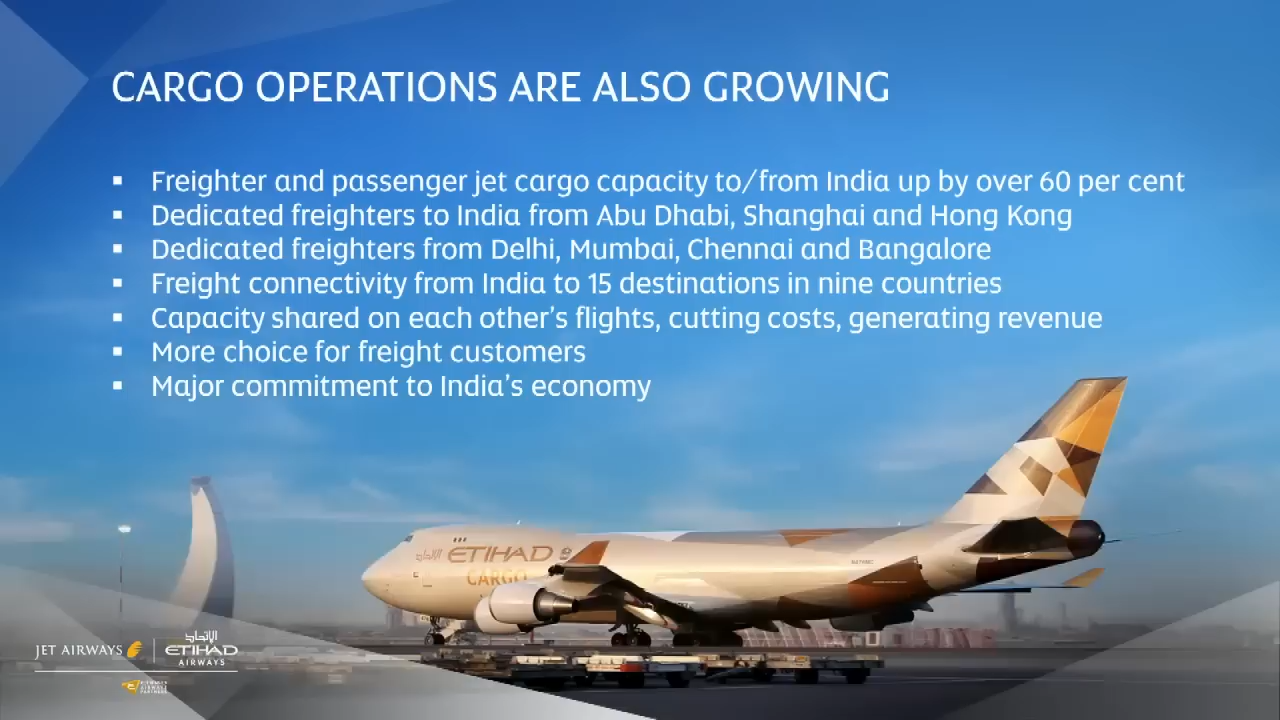 CARGO OPERATIONS ARE ALSO GROWING
▪ Freighter and passenger jet cargo capacity to/from India up by over 60 per cent
▪ Dedicated freighters to India from Abu Dhabi, Shanghai and Hong Kong
▪ Dedicated freighters from Delhi, Mumbai, Chennai and Bangalore
▪ Freight connectivity from India to 15 destinations in nine countries
▪ Capacity shared on each other’s flights, cutting costs, generating revenue
▪ More choice for freight customers
▪ Major commitment to India’s economy
الاتحاد ETIHAD
CARGO
JET AIRWAYS
الاتحاد
ETIHAD
AIRWAYS